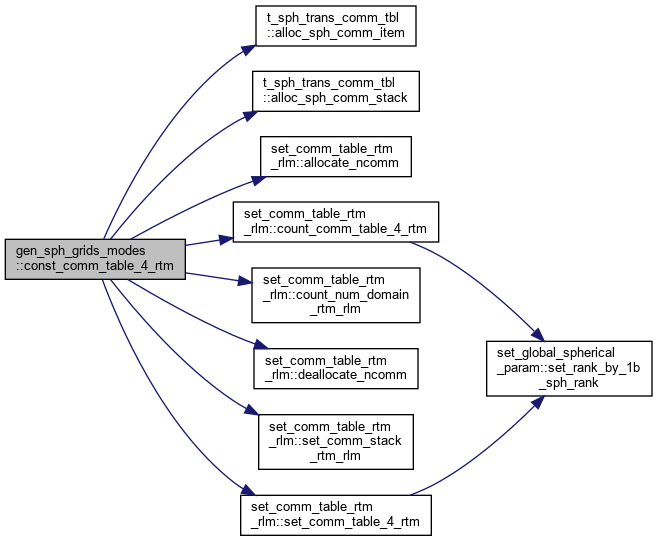 t_sph_trans_comm_tbl
::alloc_sph_comm_item
t_sph_trans_comm_tbl
::alloc_sph_comm_stack
set_comm_table_rtm
_rlm::allocate_ncomm
set_comm_table_rtm
_rlm::count_comm_table_4_rtm
gen_sph_grids_modes
::const_comm_table_4_rtm
set_comm_table_rtm
_rlm::count_num_domain
_rtm_rlm
set_global_spherical
_param::set_rank_by_1b
_sph_rank
set_comm_table_rtm
_rlm::deallocate_ncomm
set_comm_table_rtm
_rlm::set_comm_stack
_rtm_rlm
set_comm_table_rtm
_rlm::set_comm_table_4_rtm